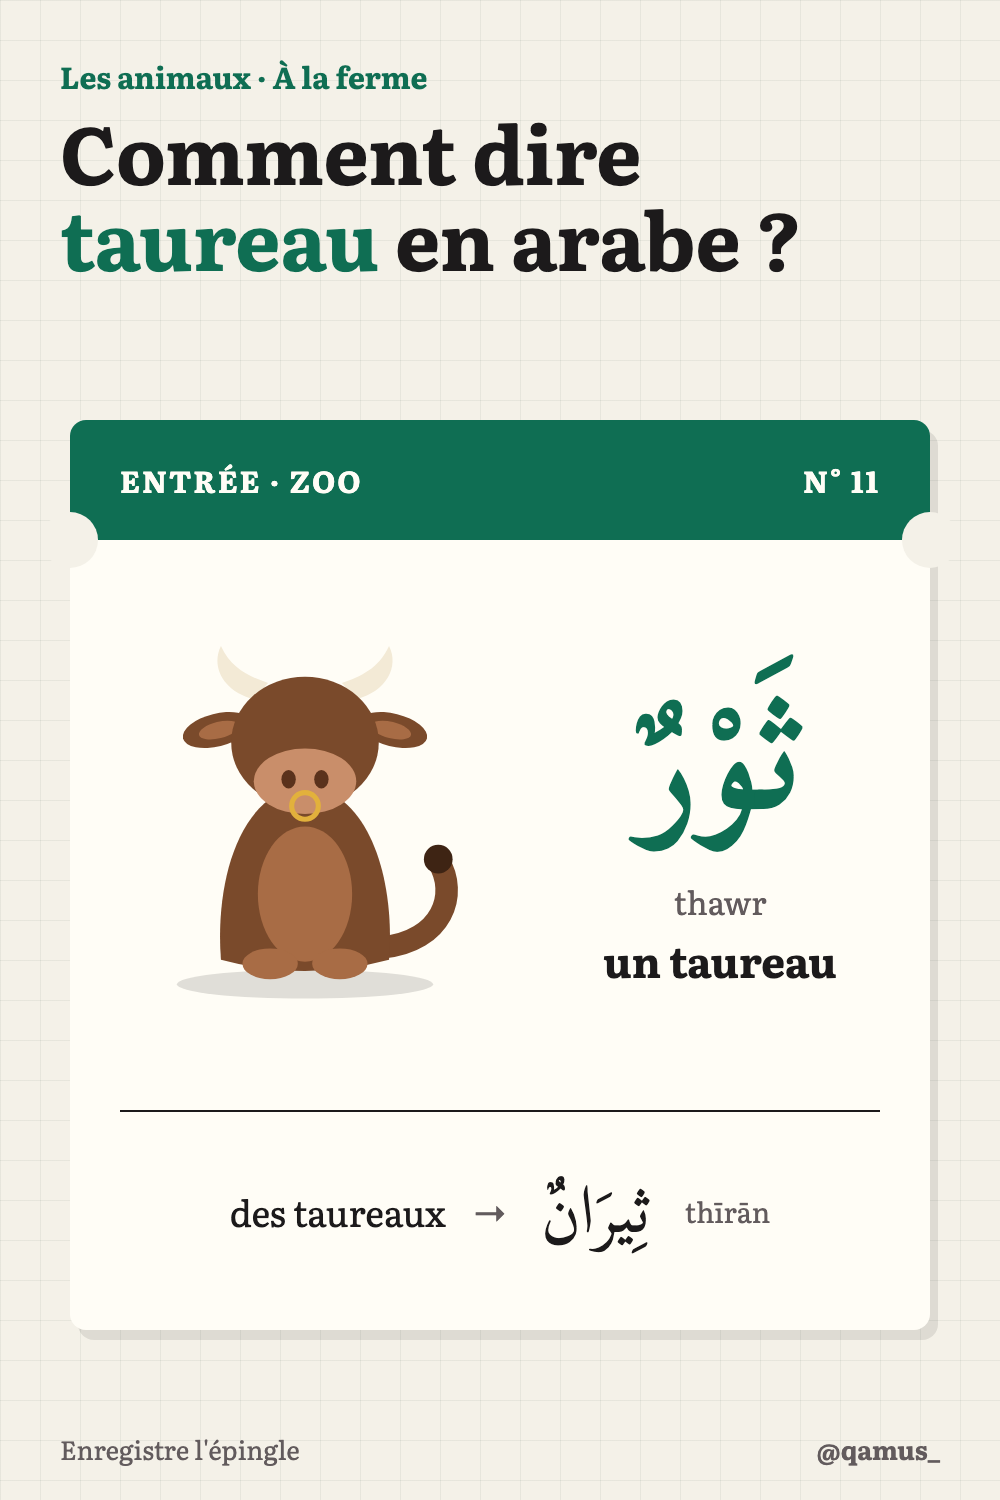 Les animaux · À la ferme
Comment dire
taureau en arabe ?
ENTRÉE · ZOO
N° 11
ثَوْرٌ
thawr
un taureau
des taureaux → ثِيرَانٌ thīrān
Enregistre l'épingle
@qamus_